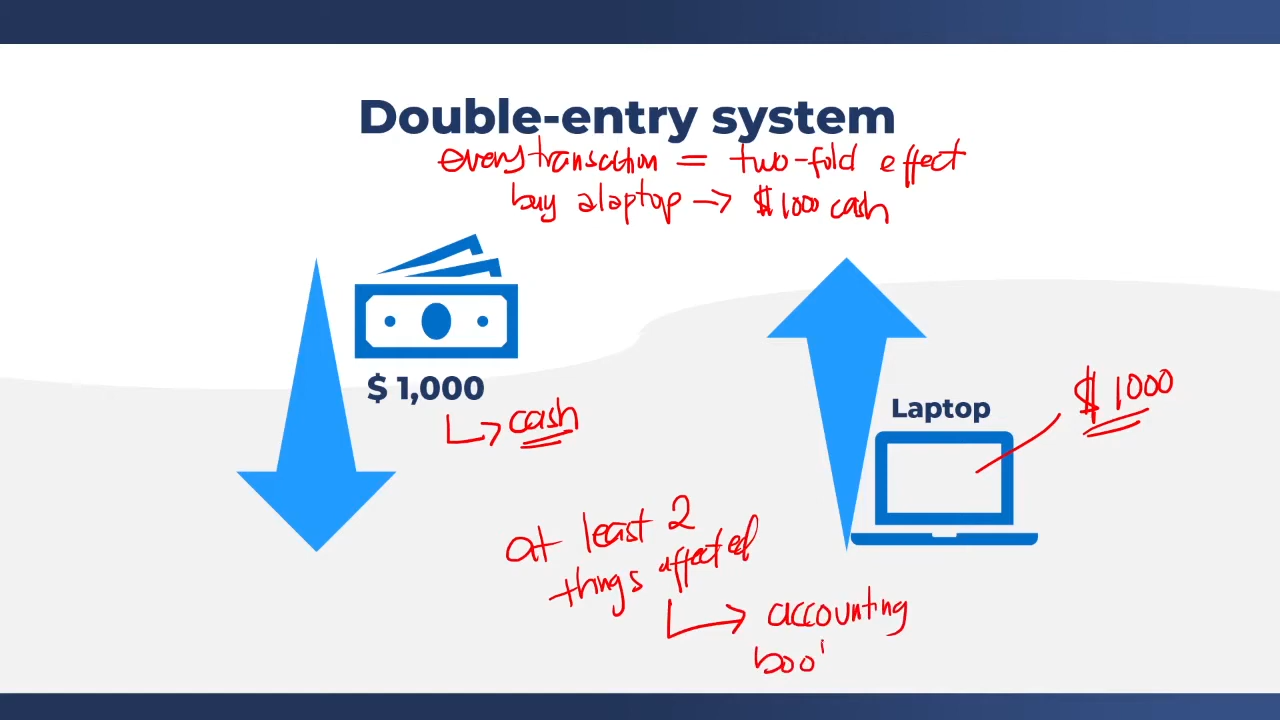 Double-entry system
every transaction = two-fold effect
buy a laptop → $1000 cash
$ 1,000
cash
Laptop
$1000
at least 2
things affected
accounting
boo